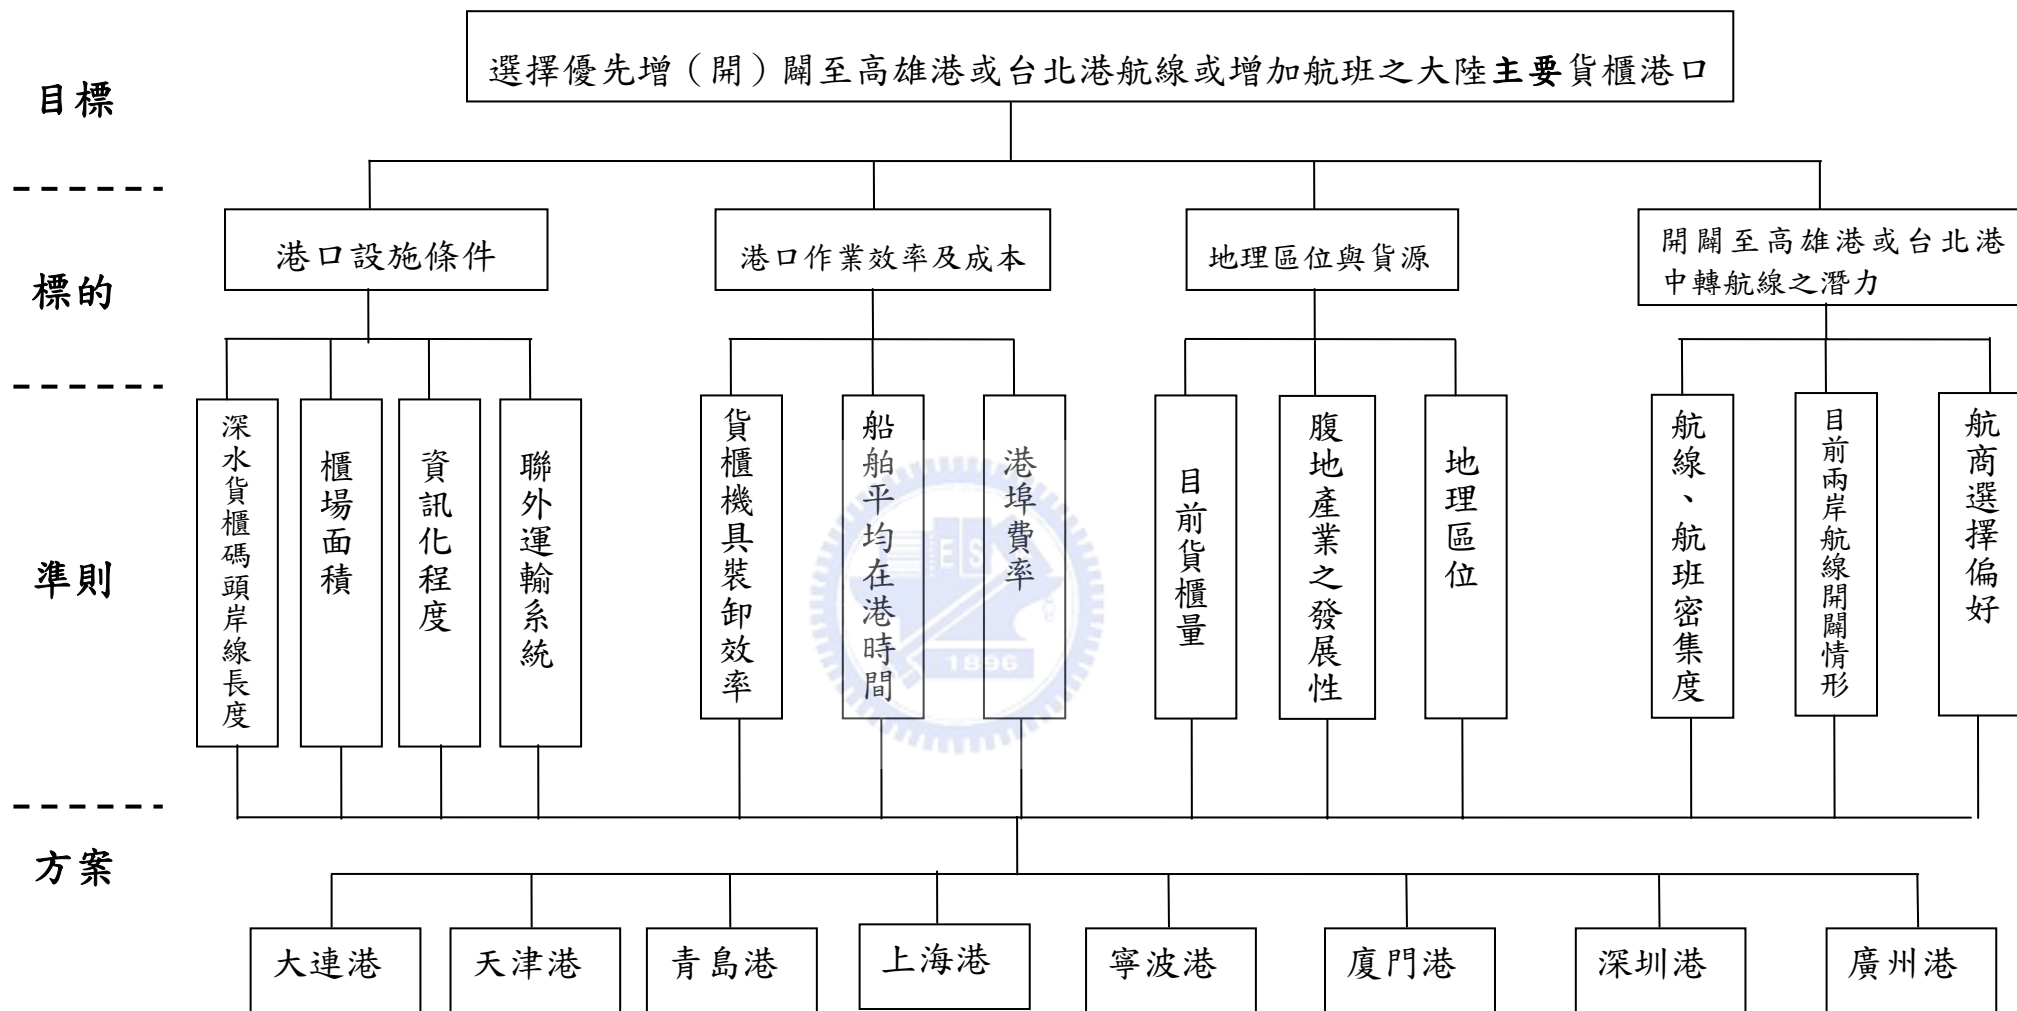 選擇優先增（開）闢至高雄港或台北港航線或增加航班之大陸主要貨櫃港口
目標
標的
港口設施條件
港口作業效率及成本
地理區位與貨源
開闢至高雄港或台北港
中轉航線之潛力
準則
深水貨櫃碼頭岸線長度
櫃場面積
資訊化程度
聯外運輸系統
貨櫃機具裝卸效率
船舶平均在港時間
港埠費率
目前貨櫃量
腹地產業之發展性
地理區位
航線、航班密集度
目前兩岸航線開闢情形
航商選擇偏好
ES
1896
方案
大連港
天津港
青島港
上海港
寧波港
廈門港
深圳港
廣州港